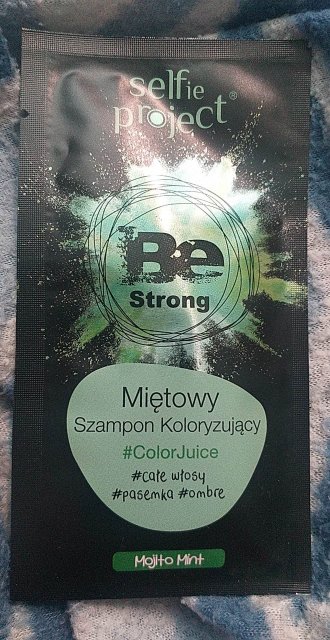 selfie
project®
Be
Strong
Miętowy
Szampon Koloryzujący
#ColorJuice
#całe włosy
#pasemka #ombre
Mojito Mint